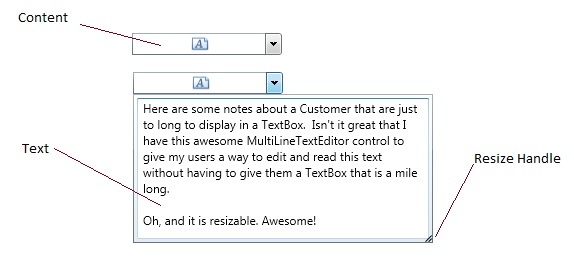 Content
A
A
Here are some notes about a Customer that are just
to long to display in a TextBox.  Isn't it great that I
have this awesome MultiLineTextEditor control to
give my users a way to edit and read this text
without having to give them a TextBox that is a mile
long.
Oh, and it is resizable. Awesome!
Text
Resize Handle